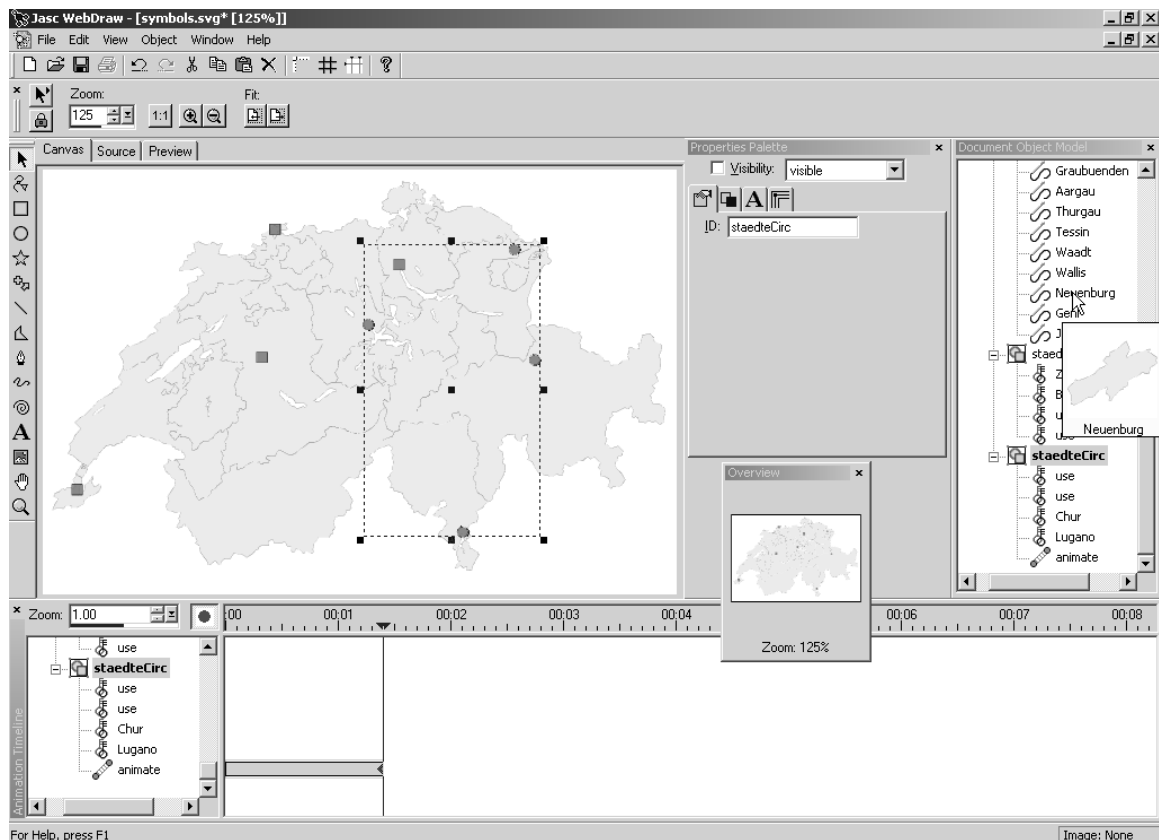 Jasc WebDraw - [symbols.svg* [125%]]
File Edit View Object Window Help
Zoom:
Fit:
125
1:1
Canvas Source Preview
Properties Palette
Visibility: visible
A
ID: staedteCirc
Document Object Model
Graubuenden
Aargau
Thurgau
Tessin
Waadt
Wallis
Neuenburg
Genf
J
staed
Z
B
u
use
Neuenburg
staedteCirc
use
use
Chur
Lugano
animate
A
Overview
Zoom: 125%
Zoom: 1.00
:00 00:01 00:02 00:03 00:04 00:06 00:07 00:08
Animation Timeline
use
staedteCirc
use
use
Chur
Lugano
animate
For Help, press F1
Image: None